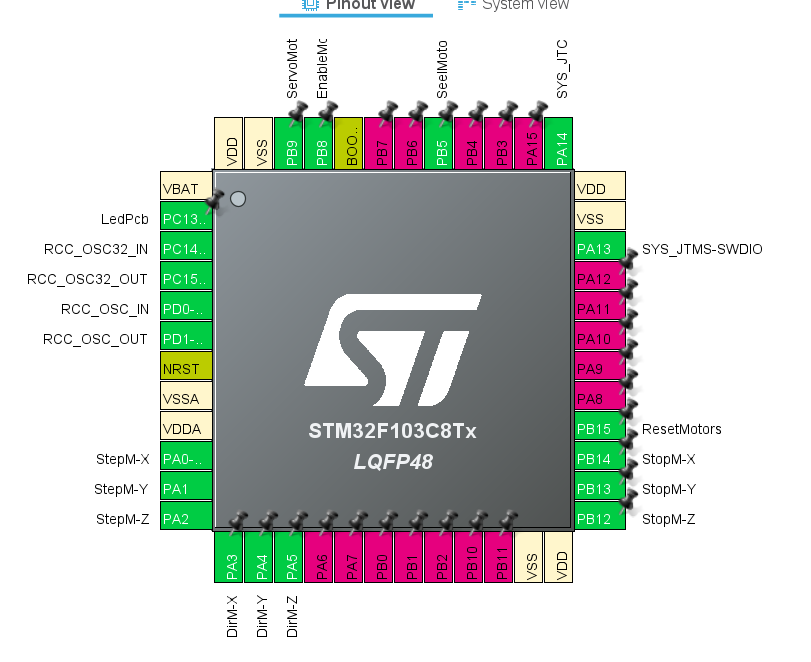 Pinout view
System view
ServoMot
EnableMc
SeelMoto
SYS_JTC
VDD
VSS
PB9
PB8
BOO..
PB7
PB6
PB5
PB4
PB3
PA15
PA14
VBAT
LedPcb PC13..
RCC_OSC32_IN PC14..
RCC_OSC32_OUT PC15..
RCC_OSC_IN PD0-..
RCC_OSC_OUT PD1-..
NRST
VSSA
VDDA
StepM-X PA0-..
StepM-Y PA1
StepM-Z PA2
ST
STM32F103C8Tx
LQFP48
VDD
VSS
PA13 SYS_JTMS-SWDIO
PA12
PA11
PA10
PA9
PA8
PB15 ResetMotors
PB14 StopM-X
PB13 StopM-Y
PB12 StopM-Z
PA3
PA4
PA5
PA6
PA7
PB0
PB1
PB2
PB10
PB11
VSS
VDD
DirM-X
DirM-Y
DirM-Z